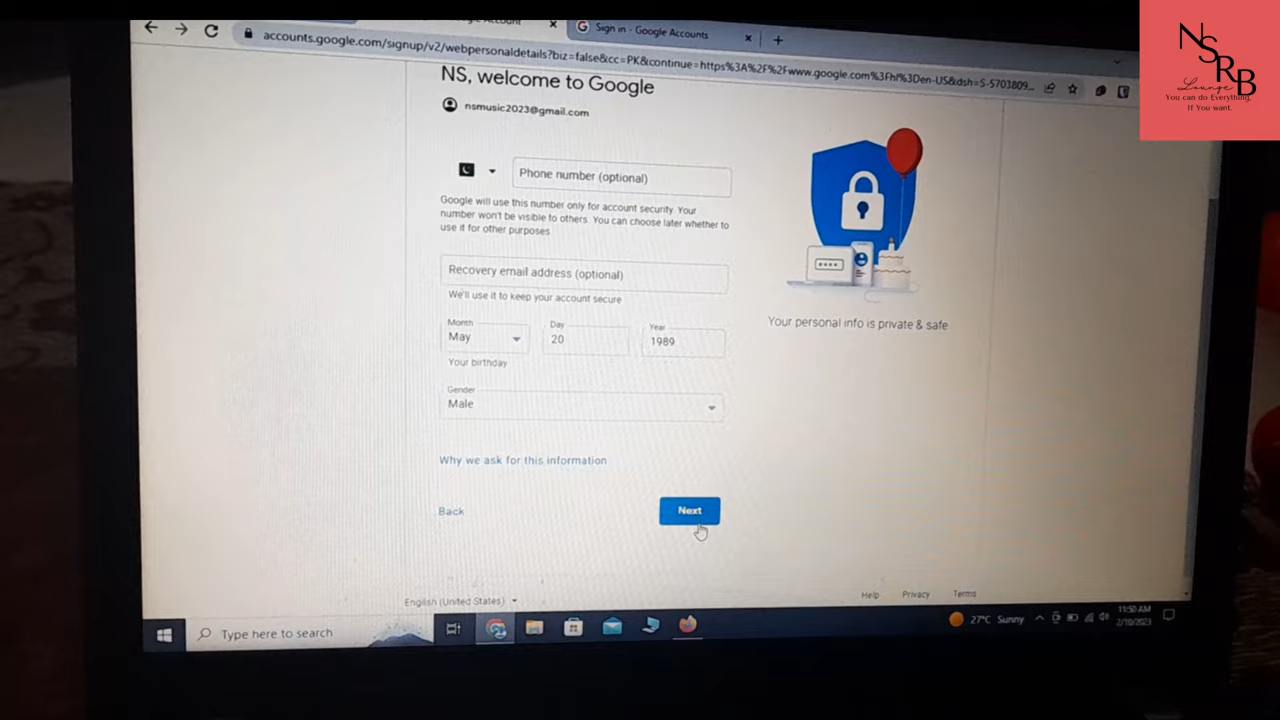 Sign in - Google Accounts
accounts.google.com/signup/v2/webpersonaldetails?biz=false&cc=PK&continue=https%3A%2F%2Fwww.google.com%3Fhl%3Den-US&dsh=S-5703809...
NS, welcome to Google
nsmusic2023@gmail.com
Phone number (optional)
Google will use this number only for account security. Your
number won't be visible to others. You can choose later whether to
use it for other purposes
Recovery email address (optional)
We'll use it to keep your account secure
Month
May
Day
20
Year
1989
Your birthday
Gender
Male
Why we ask for this information
Back
Next
Your personal info is private & safe
English (United States)
Help
Privacy
Terms
Type here to search
27°C Sunny
11:50 AM
2/10/2023
NSRB
Lounge
You can do Everything,
If You want.